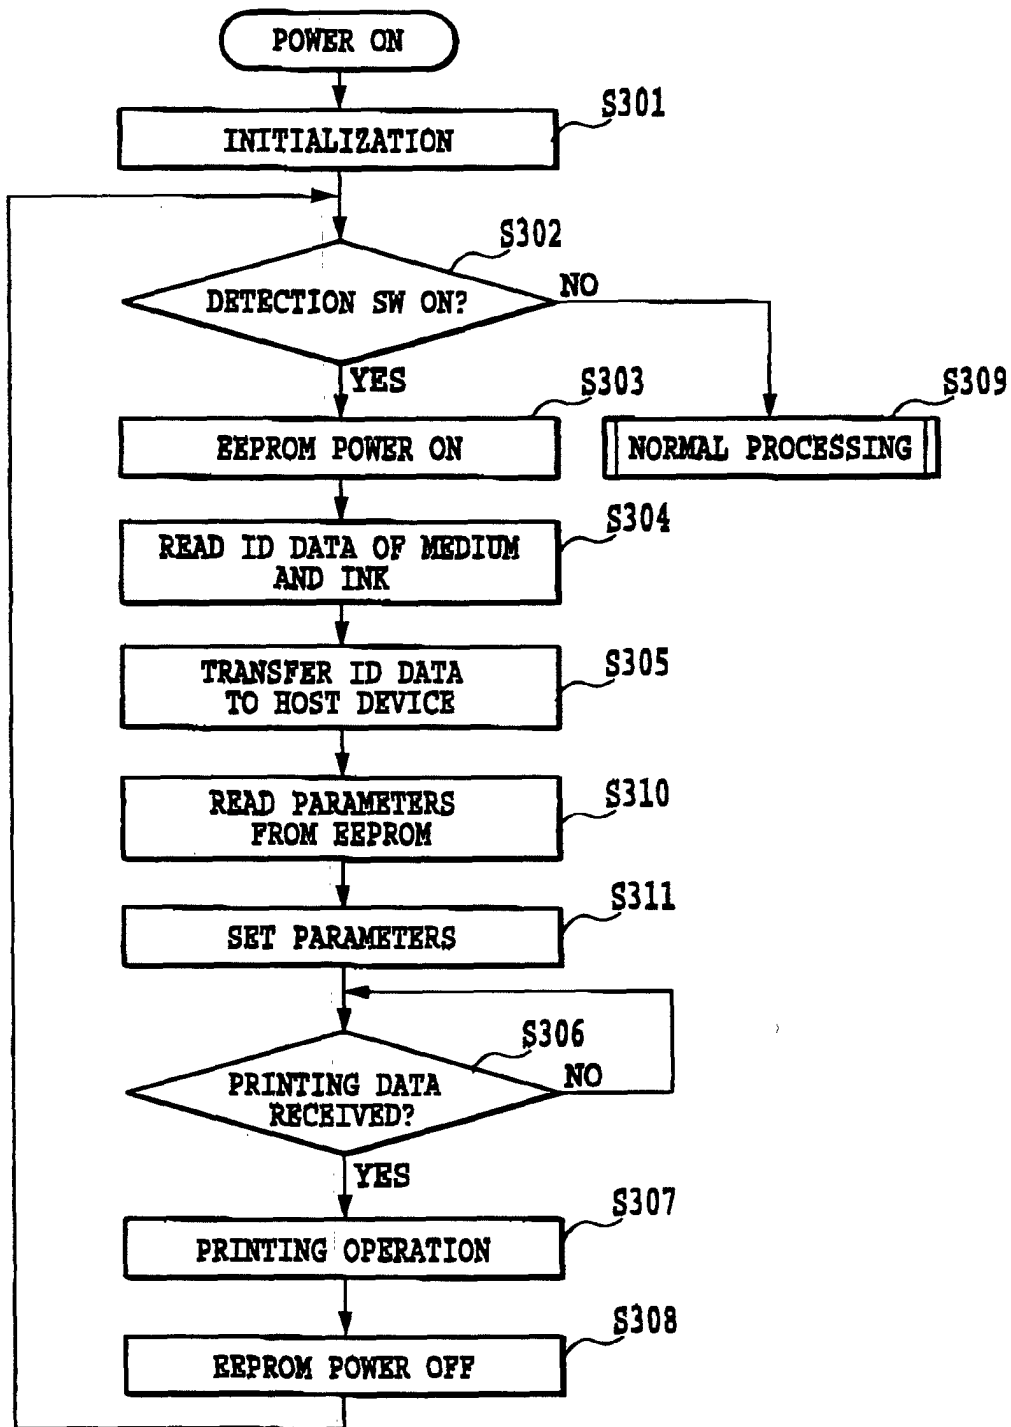 POWER ON
S301
INITIALIZATION
S302
DETECTION SW ON?
NO
YES
S303
S309
EEPROM POWER ON
NORMAL PROCESSING
S304
READ ID DATA OF MEDIUM
AND INK
S305
TRANSFER ID DATA
TO HOST DEVICE
S310
READ PARAMETERS
FROM EEPROM
S311
SET PARAMETERS
S306
NO
PRINTING DATA
RECEIVED?
YES
S307
PRINTING OPERATION
S308
EEPROM POWER OFF